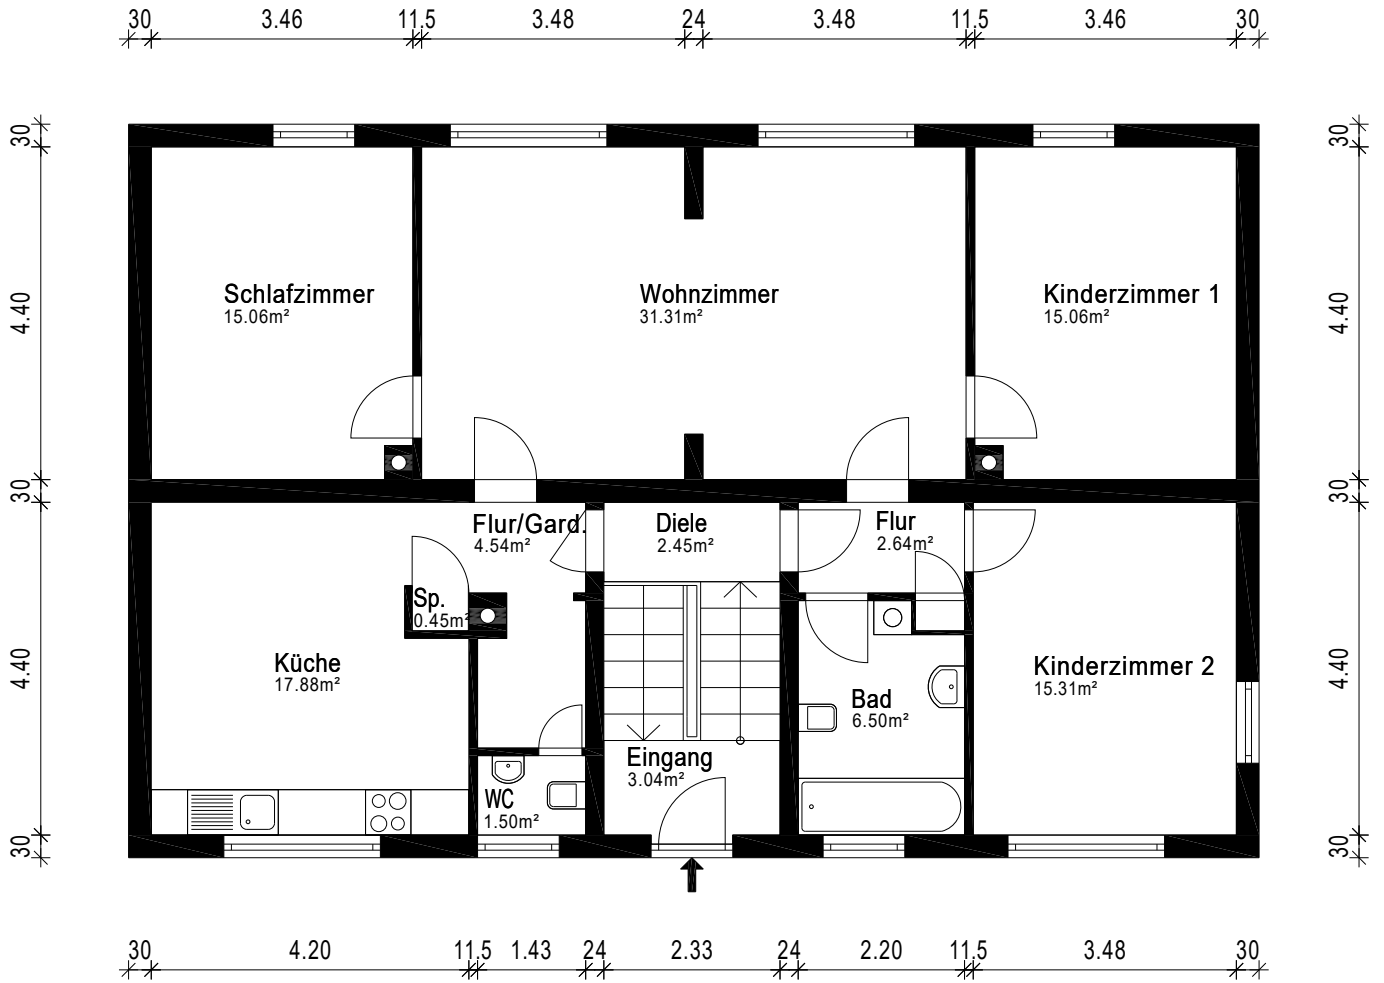 30 3.46 11.5 3.48 24 3.48 11.5 3.46 30
30
30
4.40
4.40
Schlafzimmer
15.06m²
Wohnzimmer
31.31m²
Kinderzimmer 1
15.06m²
30
30
Flur/Gard.
4.54m²
Diele
2.45m²
Flur
2.64m²
Sp.
0.45m²
4.40
4.40
Küche
17.88m²
Kinderzimmer 2
15.31m²
Bad
6.50m²
Eingang
3.04m²
WC
1.50m²
30
30
30 4.20 11.5 1.43 24 2.33 24 2.20 11.5 3.48 30